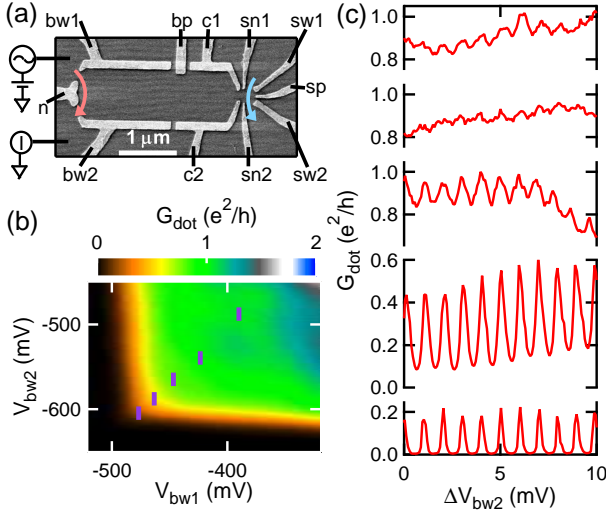 (a)
bw1
bp
c1
sn1
sw1
n
sp
1 μm
I
bw2
c2
sn2
sw2
(b)
G_dot (e²/h)
0
1
2
V_bw2 (mV)
-500
-600
-500
-400
V_bw1 (mV)
(c)
1.0
0.8
1.0
0.8
1.0
0.8
G_dot (e²/h)
0.6
0.4
0.2
0.0
0.2
0.0
0
5
10
ΔV_bw2 (mV)